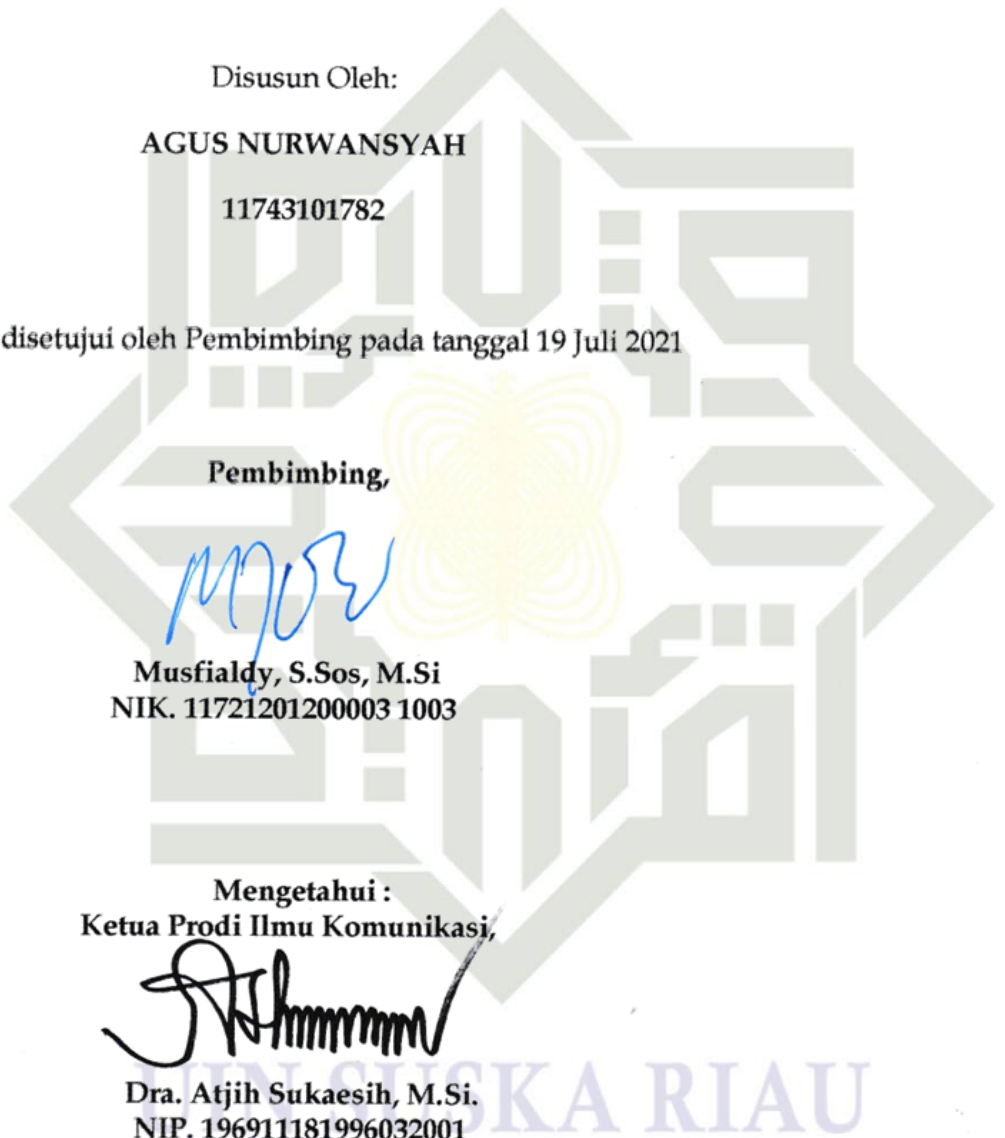 Disusun Oleh:
AGUS NURWANSYAH
11743101782
disetujui oleh Pembimbing pada tanggal 19 Juli 2021
Pembimbing,
Musfialdy, S.Sos, M.Si
NIK. 11721201200003 1003
Mengetahui :
Ketua Prodi Ilmu Komunikasi,
Dra. Atjih Sukaesih, M.Si.
UIN SUSKA RIAU
NIP. 196911181996032001